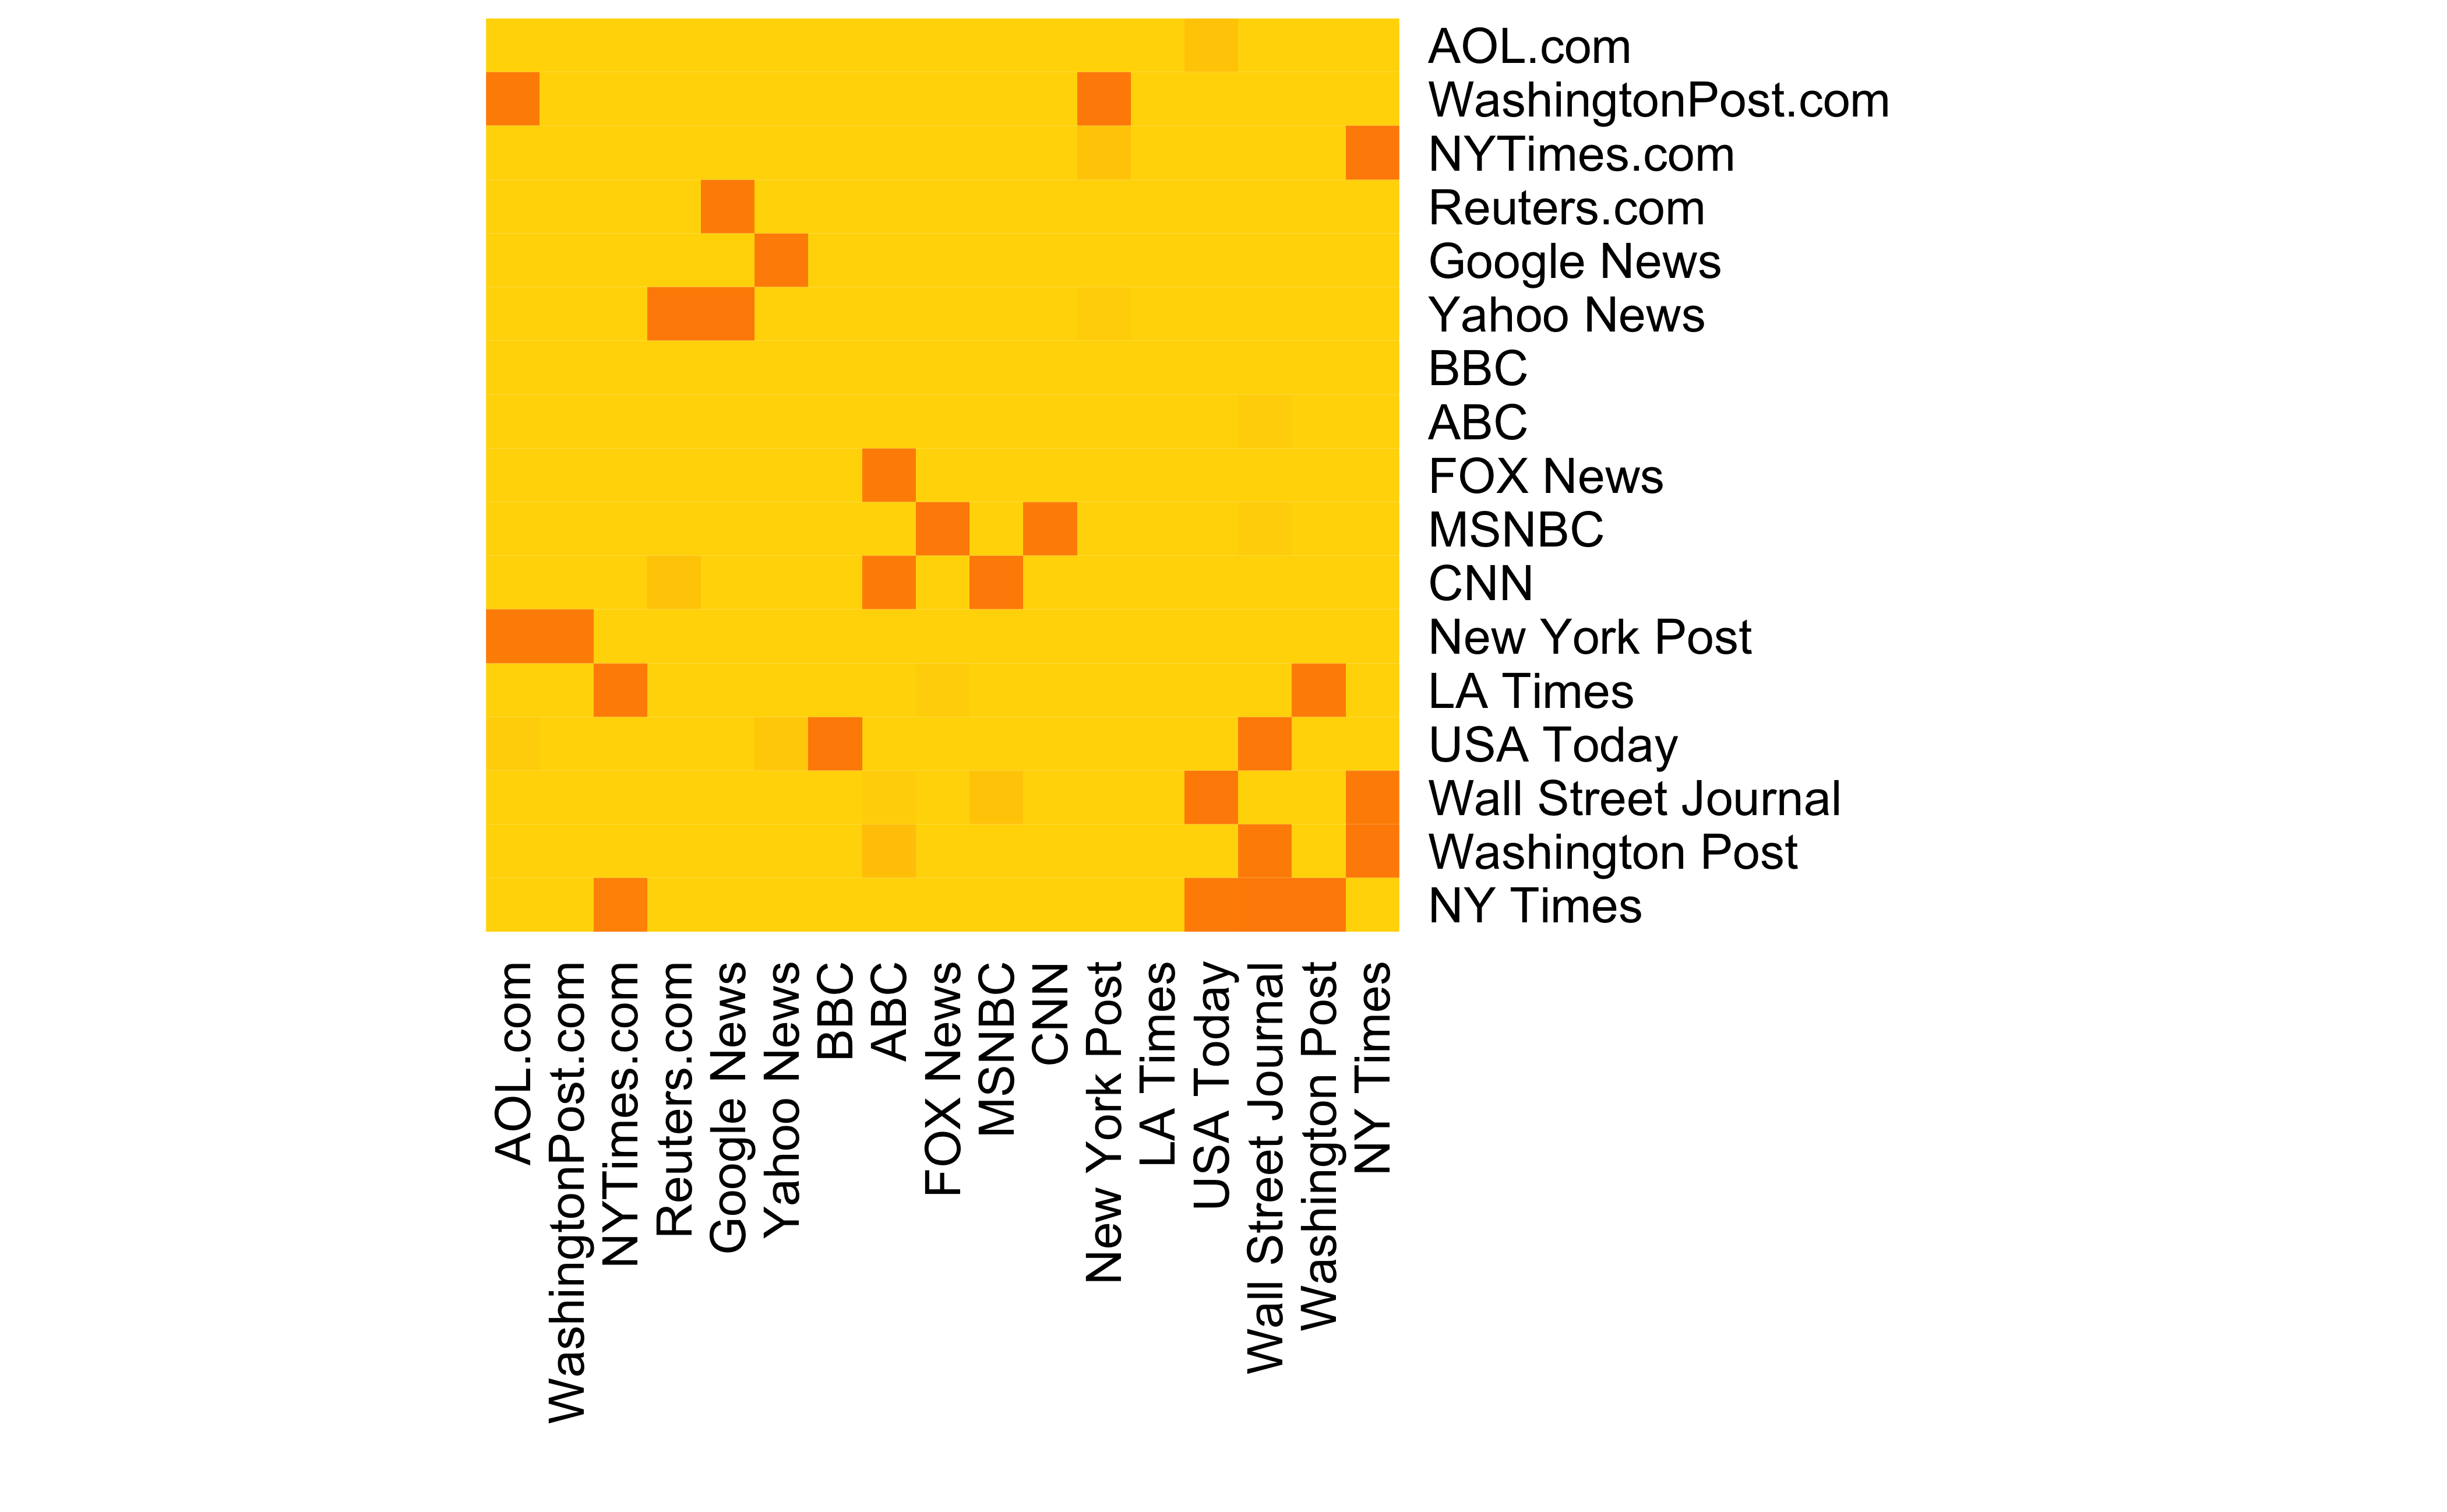 AOL.com
WashingtonPost.com
NYTimes.com
Reuters.com
Google News
Yahoo News
BBC
ABC
FOX News
MSNBC
CNN
New York Post
LA Times
USA Today
Wall Street Journal
Washington Post
NY Times
AOL.com
WashingtonPost.com
NYTimes.com
Reuters.com
Google News
Yahoo News
BBC
ABC
FOX News
MSNBC
CNN
New York Post
LA Times
USA Today
Wall Street Journal
Washington Post
NY Times